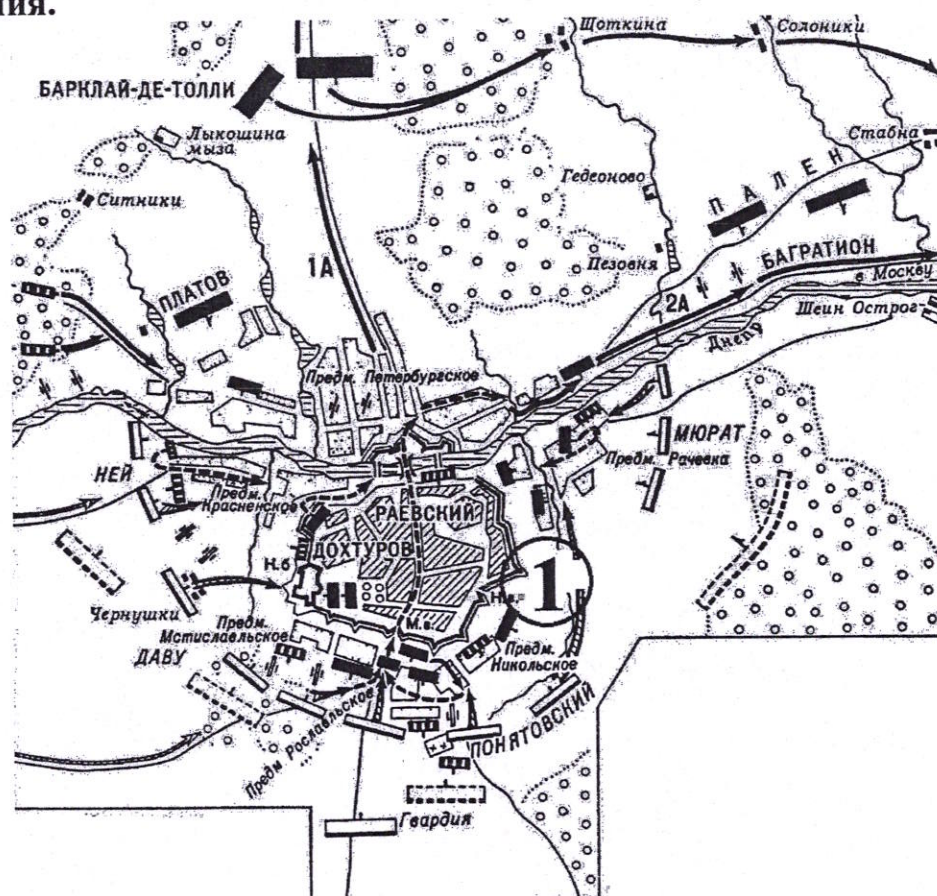 ния.
Щоткина
Солоники
БАРКЛАЙ-ДЕ-ТОЛЛИ
Лыкошина
мыза
Стабна
Ситники
Гедеоново
ПАЛЕН
1А
Пезовня
БАГРАТИОН
ПЛАТОВ
2А
в Москву
Шеин Острог
Днепр
Предм. Петербургское
МЮРАТ
НЕЙ
Предм. Рачевка
Предм.
Красненское
РАЕВСКИЙ
ДОХТУРОВ
Н.б
1
Чернушки
М.в.
Предм.
Мстиславльское
Предм.
Никольское
ДАВУ
Предм Рославльское
ПОНЯТОВСКИЙ
Гвардия